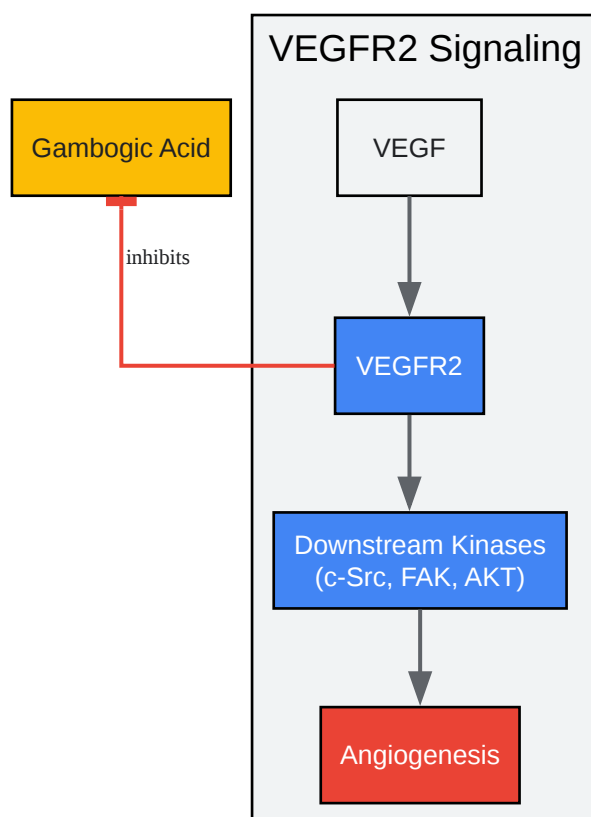 VEGFR2 Signaling
Gambogic Acid
VEGF
inhibits
VEGFR2
Downstream Kinases
(c-Src, FAK, AKT)
Angiogenesis